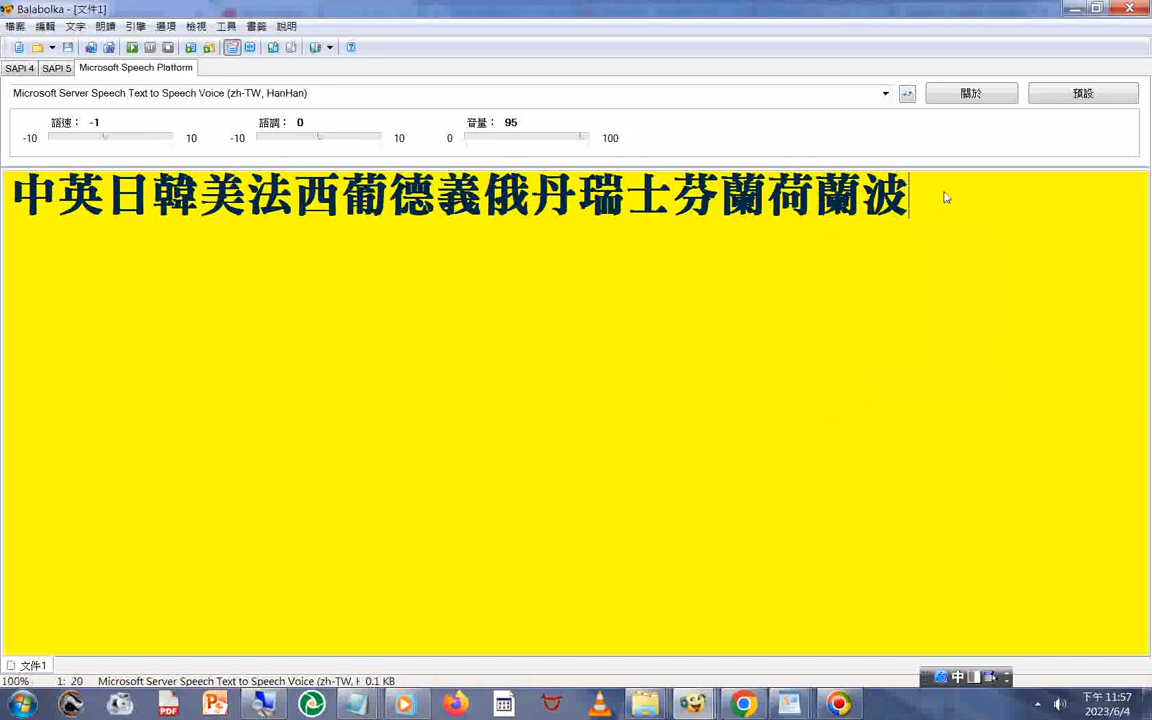 Balabolka - [文件1]
檔案 編輯 文字 朗讀 引擎 選項 檢視 工具 書籤 說明
SAPI 4 SAPI 5 Microsoft Speech Platform
Microsoft Server Speech Text to Speech Voice (zh-TW, HanHan) 關於 預設
語速： -1 語調： 0 音量： 95
-10 10 -10 10 0 100
中英日韓美法西葡德義俄丹瑞士芬蘭荷蘭波
文件1
100% 1: 20 Microsoft Server Speech Text to Speech Voice (zh-TW, H 0.1 KB
中
PDF
下午 11:57
2023/6/4